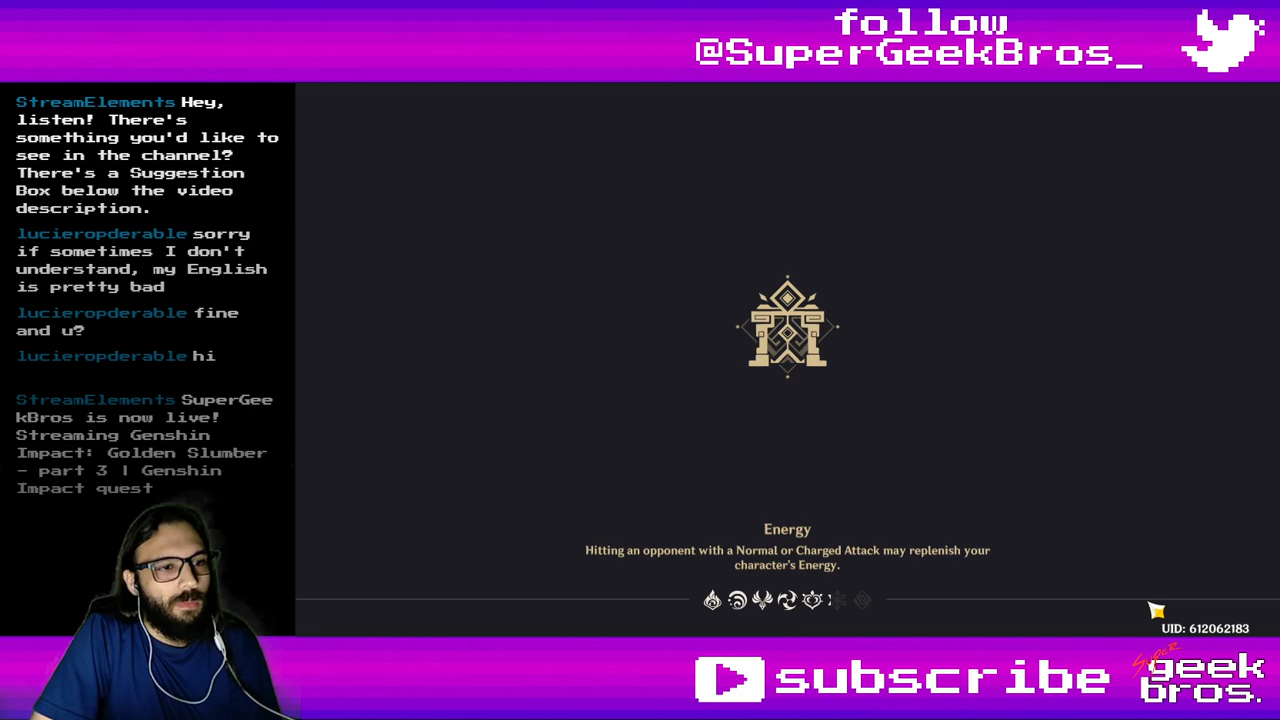 follow
@SuperGeekBros_
StreamElements Hey,
listen! There's
something you'd like to
see in the channel?
There's a Suggestion
Box below the video
description.
lucieropderable sorry
if sometimes I don't
understand, my English
is pretty bad
lucieropderable fine
and u?
lucieropderable hi
StreamElements SuperGee
kBros is now live!
Streaming Genshin
Impact: Golden Slumber
- part 3 | Genshin
Impact quest
Energy
Hitting an opponent with a Normal or Charged Attack may replenish your
character's Energy.
UID: 612062183
subscribe
Super
geek
bros.